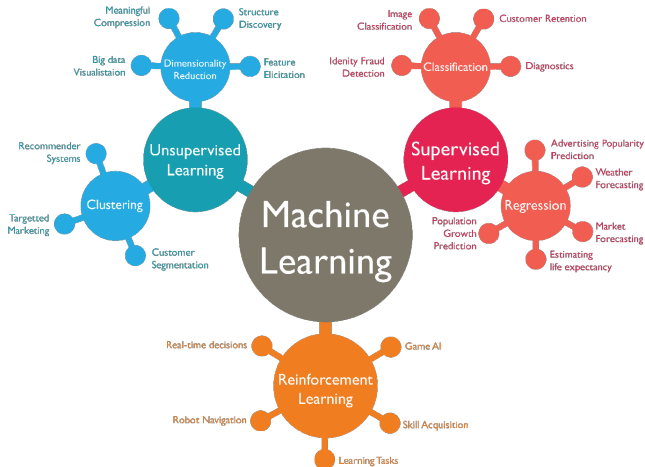 Meaningful
Compression
Structure
Discovery
Big data
Visualistaion
Dimensionality
Reduction
Feature
Elicitation
Unsupervised
Learning
Recommender
Systems
Clustering
Targetted
Marketing
Customer
Segmentation
Machine
Learning
Image
Classification
Customer Retention
Idenity Fraud
Detection
Classification
Diagnostics
Supervised
Learning
Advertising Popularity
Prediction
Weather
Forecasting
Regression
Population
Growth
Prediction
Market
Forecasting
Estimating
life expectancy
Real-time decisions
Game AI
Reinforcement
Learning
Robot Navigation
Skill Acquisition
Learning Tasks